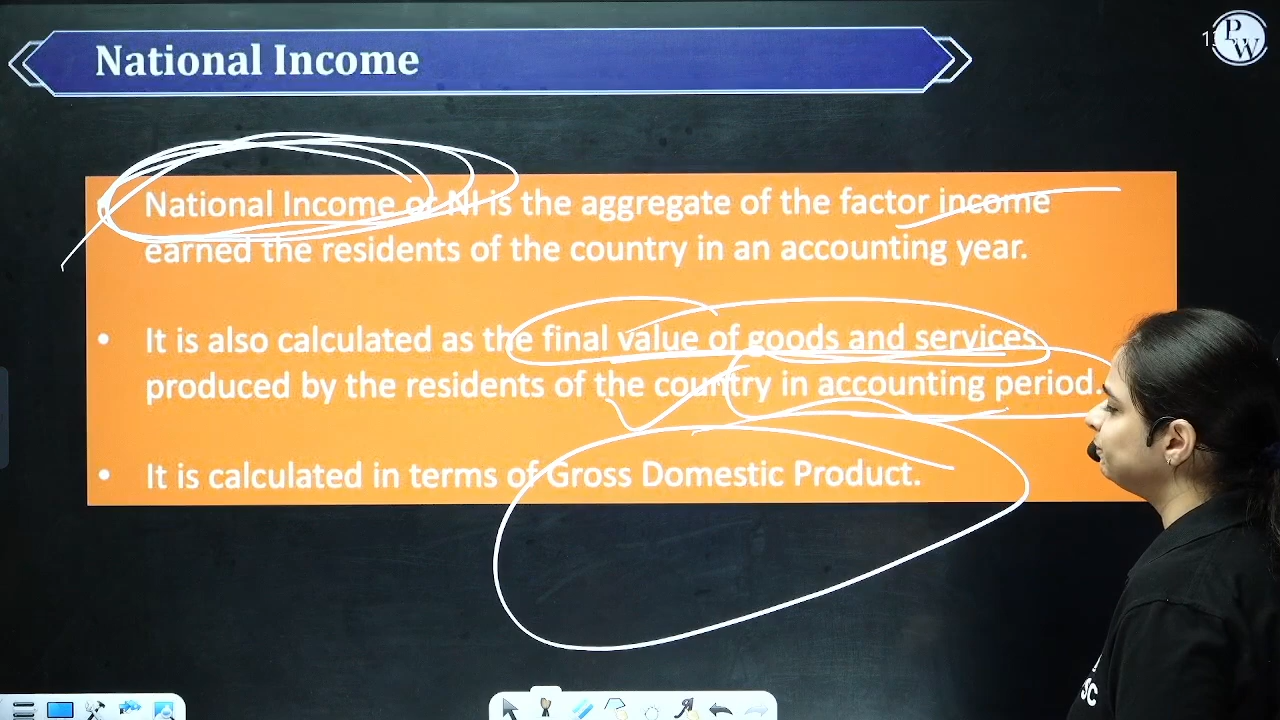 National Income
1
PW
• National Income or NI is the aggregate of the factor income
earned the residents of the country in an accounting year.
• It is also calculated as the final value of goods and services
produced by the residents of the country in accounting period.
• It is calculated in terms of Gross Domestic Product.